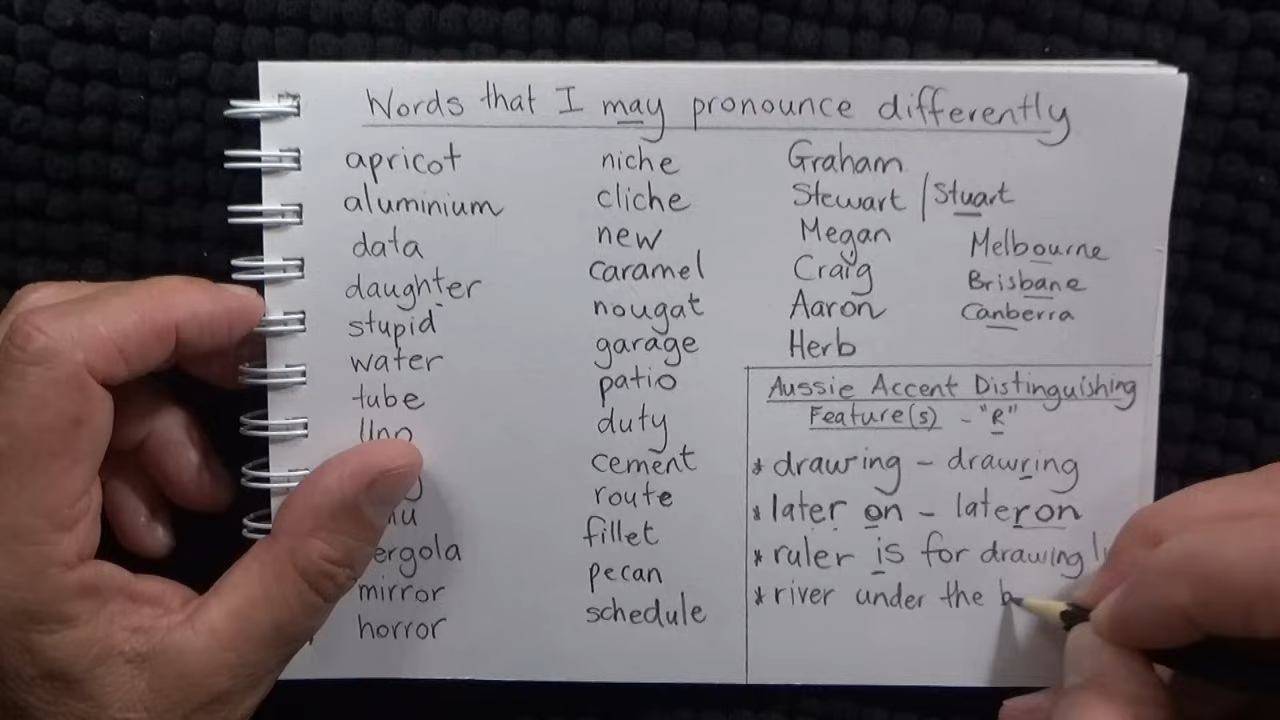 Words that I may pronounce differently
apricot
aluminium
data
daughter
stupid
water
tube
mirror
horror
niche
cliche
new
caramel
nougat
garage
patio
duty
cement
route
fillet
pecan
schedule
Graham
Stewart / Stuart
Megan
Craig
Aaron
Herb
Melbourne
Brisbane
Canberra
Aussie Accent Distinguishing
Feature(s) - "R"
* drawing - drawring
* later on - later on
* ruler is for drawing
* river under the